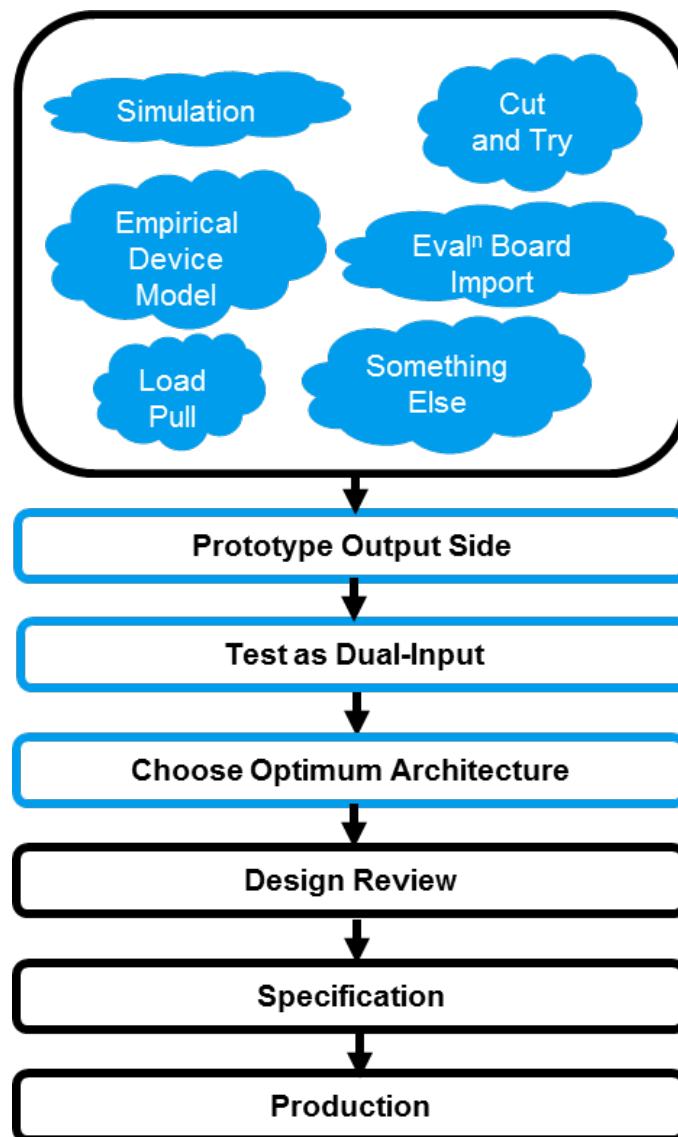 Simulation
Cut
and Try
Empirical
Device
Model
Evalⁿ Board
Import
Load
Pull
Something
Else
Prototype Output Side
Test as Dual-Input
Choose Optimum Architecture
Design Review
Specification
Production